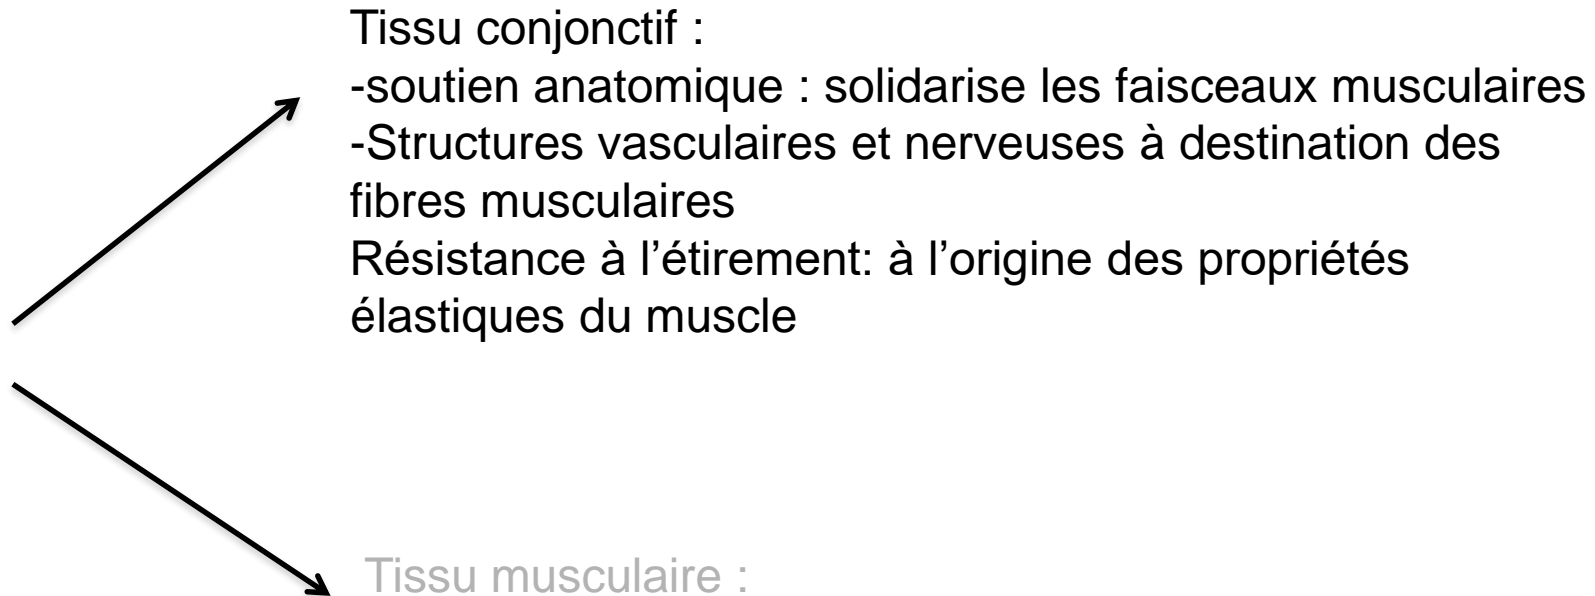 Tissu conjonctif :
-soutien anatomique : solidarise les faisceaux musculaires
-Structures vasculaires et nerveuses à destination des
fibres musculaires
Résistance à l’étirement: à l’origine des propriétés
élastiques du muscle
Tissu musculaire :